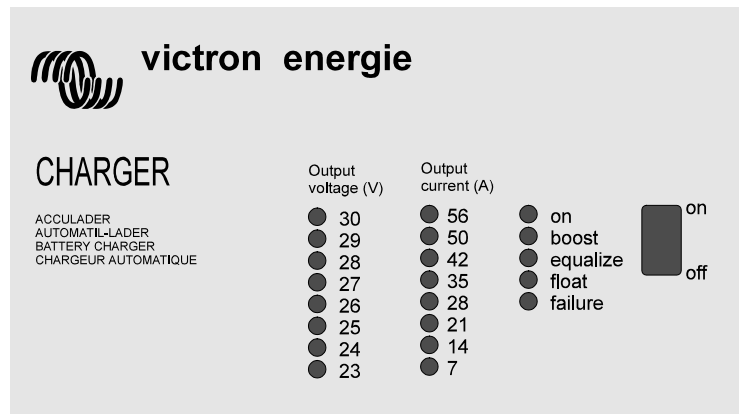 victron energie
CHARGER
ACCULADER
AUTOMATIL-LADER
BATTERY CHARGER
CHARGEUR AUTOMATIQUE
Output
voltage (V)
30
29
28
27
26
25
24
23
Output
current (A)
56
50
42
35
28
21
14
7
on
boost
equalize
float
failure
on
off